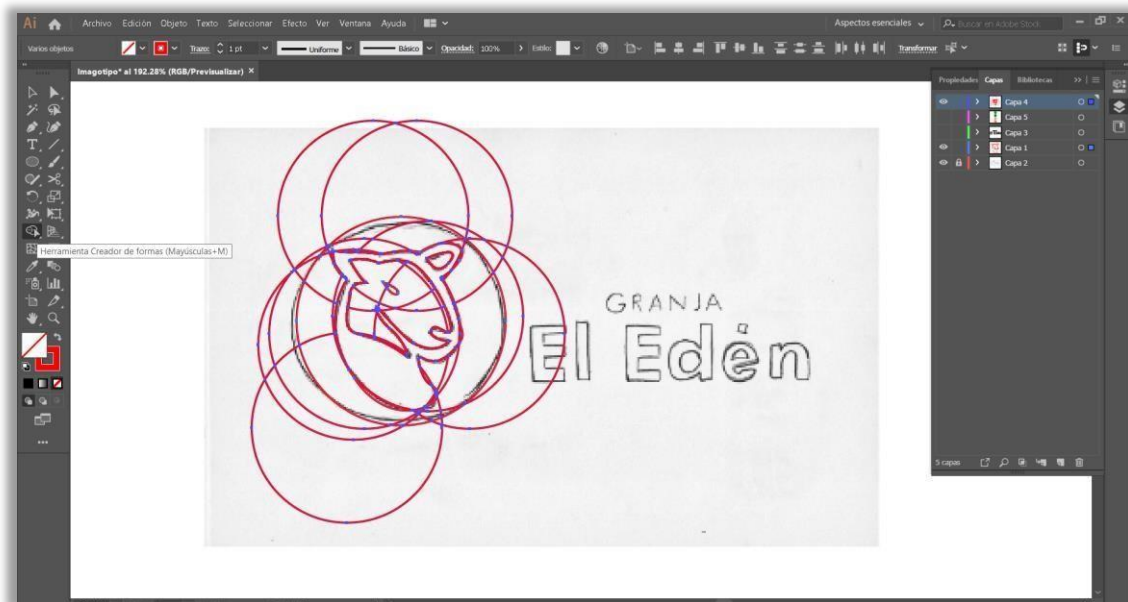 Ai Archivo Edición Objeto Texto Seleccionar Efecto Ver Ventana Ayuda Aspectos esenciales Buscar en Adobe Stock
Varios objetos Trazo: 1 pt Uniforme Básico Opacidad: 100% Estilo: Transformar
Imagotipo* al 192.28% (RGB/Previsualizar) ×
Propiedades Capas Bibliotecas
Capa 4
Capa 5
Capa 3
Capa 1
Capa 2
Herramienta Creador de formas (Mayúsculas+M)
GRANJA
El Edén
5 capas